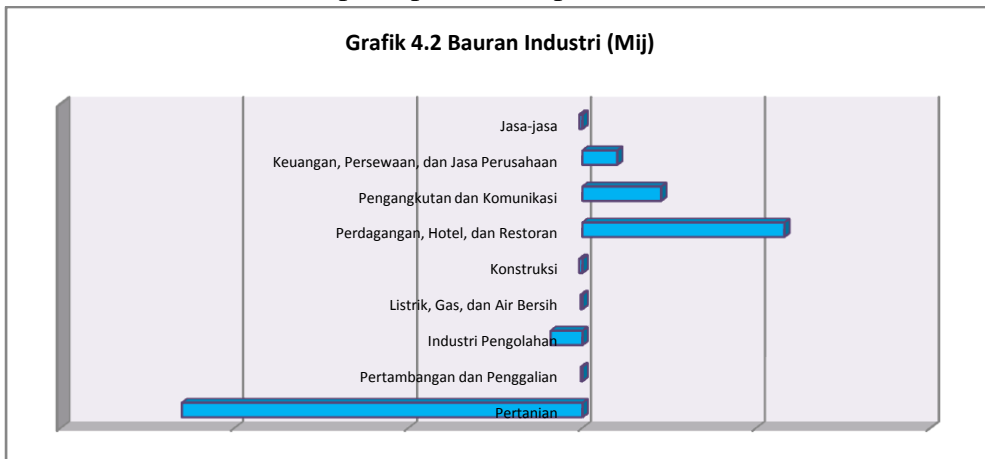 Grafik 4.2 Bauran Industri (Mij)
Jasa-jasa
Keuangan, Persewaan, dan Jasa Perusahaan
Pengangkutan dan Komunikasi
Perdagangan, Hotel, dan Restoran
Konstruksi
Listrik, Gas, dan Air Bersih
Industri Pengolahan
Pertambangan dan Penggalian
Pertanian